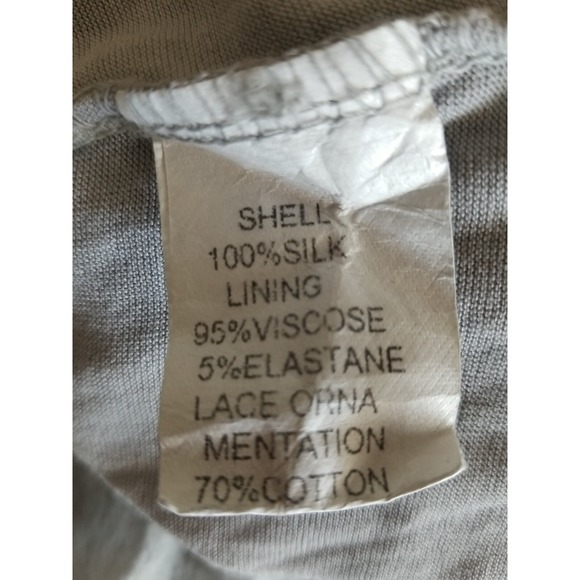 SHELL
100%SILK
LINING
95%VISCOSE
5%ELASTANE
LACE ORNA
MENTATION
70%COTTON